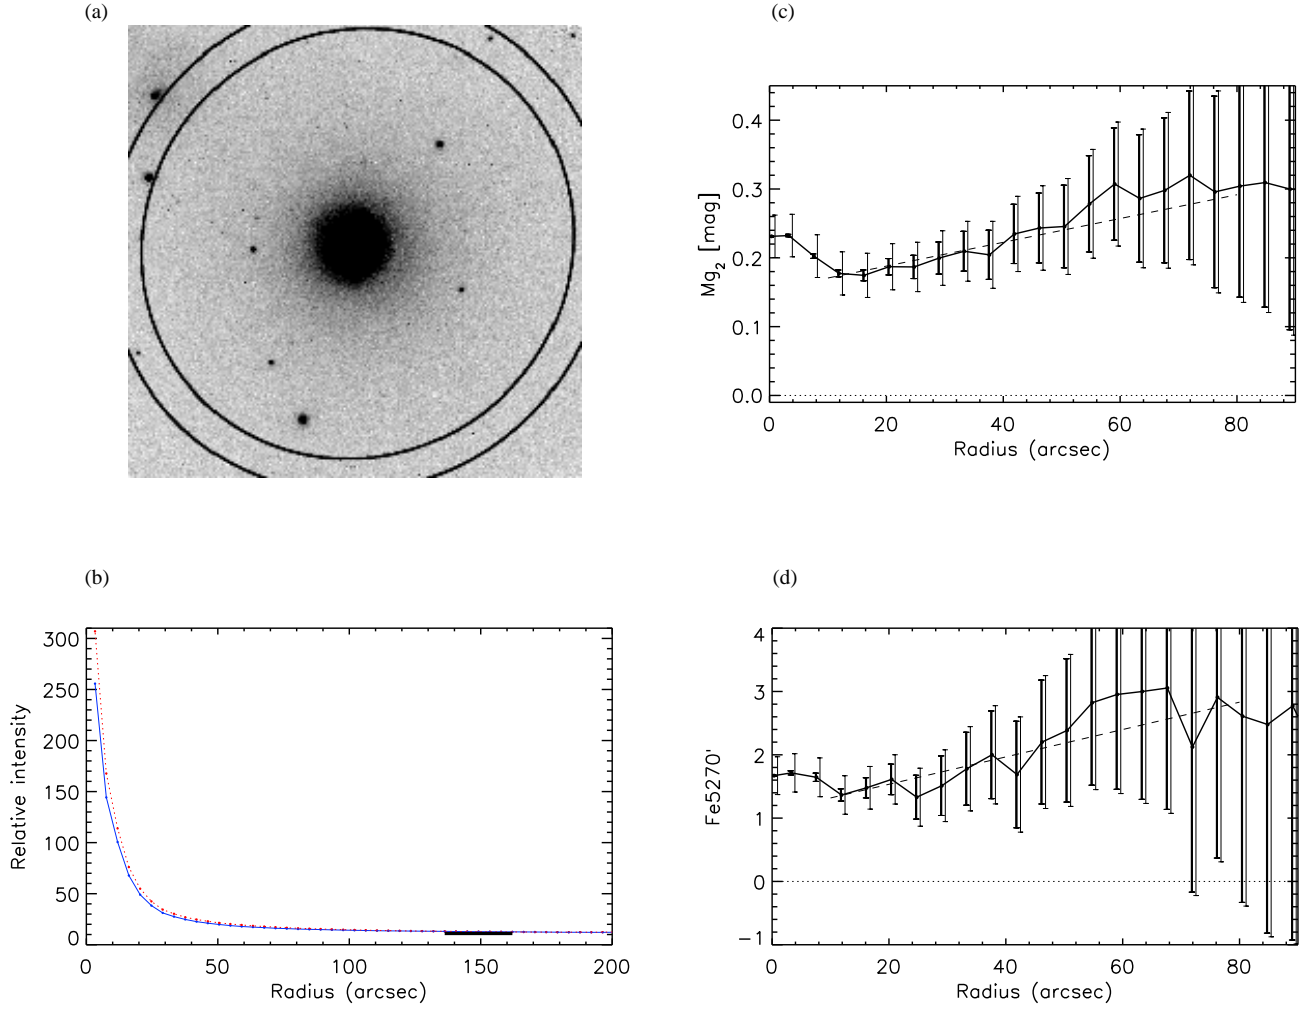 (a)
(c)
0.4
0.3
0.2
0.1
0.0
Mg2 [mag]
0 20 40 60 80
Radius (arcsec)
(b)
(d)
300
250
200
150
100
50
0
Relative intensity
0 50 100 150 200
Radius (arcsec)
4
3
2
1
0
−1
Fe5270'
0 20 40 60 80
Radius (arcsec)